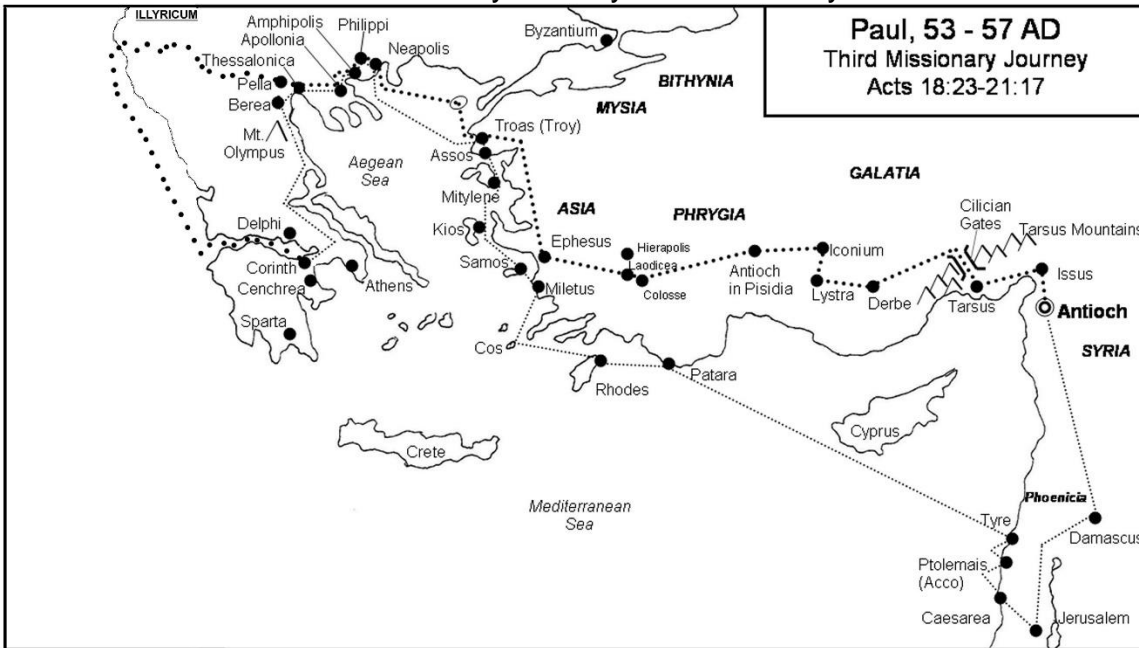 ILLYRICUM
Paul, 53 - 57 AD
Third Missionary Journey
Acts 18:23-21:17
Amphipolis
Apollonia
Philippi
Neapolis
Thessalonica
Pella
Berea
Mt.
Olympus
Byzantium
BITHYNIA
MYSIA
Troas (Troy)
Assos
Aegean
Sea
Mitylene
Kios
ASIA
PHRYGIA
GALATIA
Cilician
Gates
Tarsus Mountains
Delphi
Corinth
Cenchrea
Athens
Sparta
Samos
Ephesus
Miletus
Hierapolis
Laodicea
Colosse
Antioch
in Pisidia
Iconium
Lystra
Derbe
Tarsus
Issus
Antioch
SYRIA
Cos
Rhodes
Patara
Crete
Cyprus
Mediterranean
Sea
Phoenicia
Tyre
Damascus
Ptolemais
(Acco)
Caesarea
Jerusalem